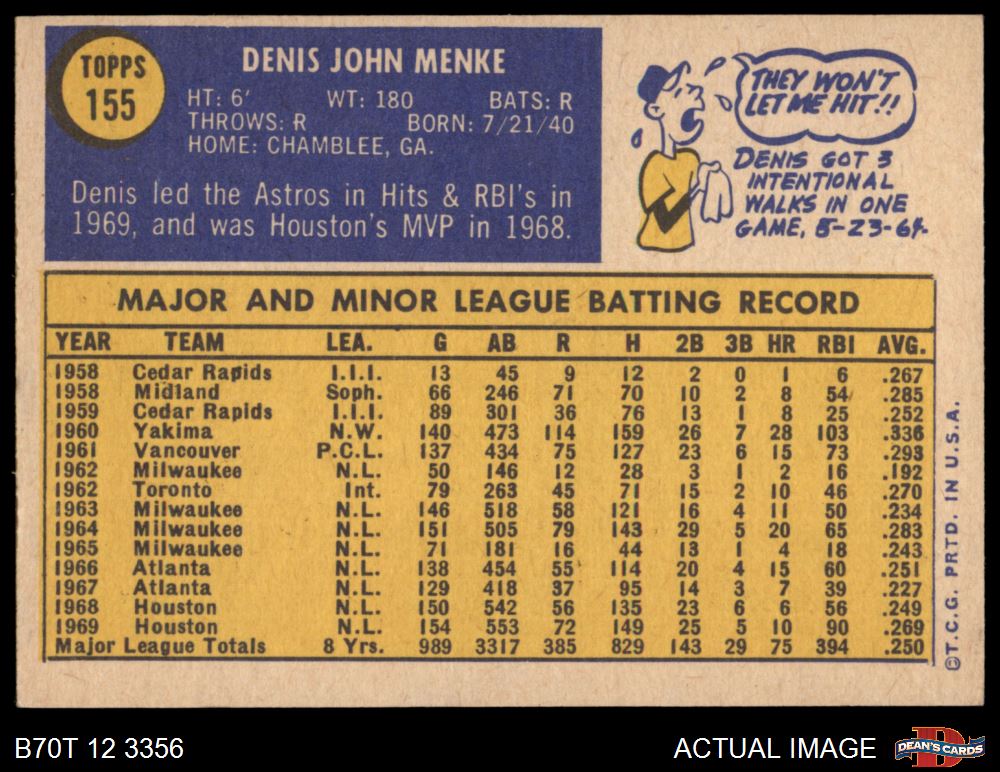 TOPPS
155
DENIS JOHN MENKE
HT: 6' WT: 180 BATS: R
THROWS: R BORN: 7/21/40
HOME: CHAMBLEE, GA.
Denis led the Astros in Hits & RBI's in
1969, and was Houston's MVP in 1968.
THEY WON'T
LET ME HIT!!
DENIS GOT 3
INTENTIONAL
WALKS IN ONE
GAME, 5-23-64.
MAJOR AND MINOR LEAGUE BATTING RECORD
YEAR TEAM LEA. G AB R H 2B 3B HR RBI AVG.
1958 Cedar Rapids I.I.I. 13 45 9 12 2 0 1 6 .267
1958 Midland Soph. 66 246 71 70 10 2 8 54 .285
1959 Cedar Rapids I.I.I. 89 301 36 76 13 1 8 25 .252
1960 Yakima N.W. 140 473 114 159 26 7 28 103 .336
1961 Vancouver P.C.L. 137 434 75 127 23 6 15 73 .293
1962 Milwaukee N.L. 50 146 12 28 3 1 2 16 .192
1962 Toronto Int. 79 263 45 71 15 2 10 46 .270
1963 Milwaukee N.L. 146 518 58 121 16 4 11 50 .234
1964 Milwaukee N.L. 151 505 79 143 29 5 20 65 .283
1965 Milwaukee N.L. 71 181 16 44 13 1 4 18 .243
1966 Atlanta N.L. 138 454 55 114 20 4 15 60 .251
1967 Atlanta N.L. 129 418 37 95 14 3 7 39 .227
1968 Houston N.L. 150 542 56 135 23 6 6 56 .249
1969 Houston N.L. 154 553 72 149 25 5 10 90 .269
Major League Totals 8 Yrs. 989 3317 385 829 143 29 75 394 .250
©T.C.G. PRTD. IN U.S.A.
B70T 12 3356
ACTUAL IMAGE
D
DEAN'S CARDS